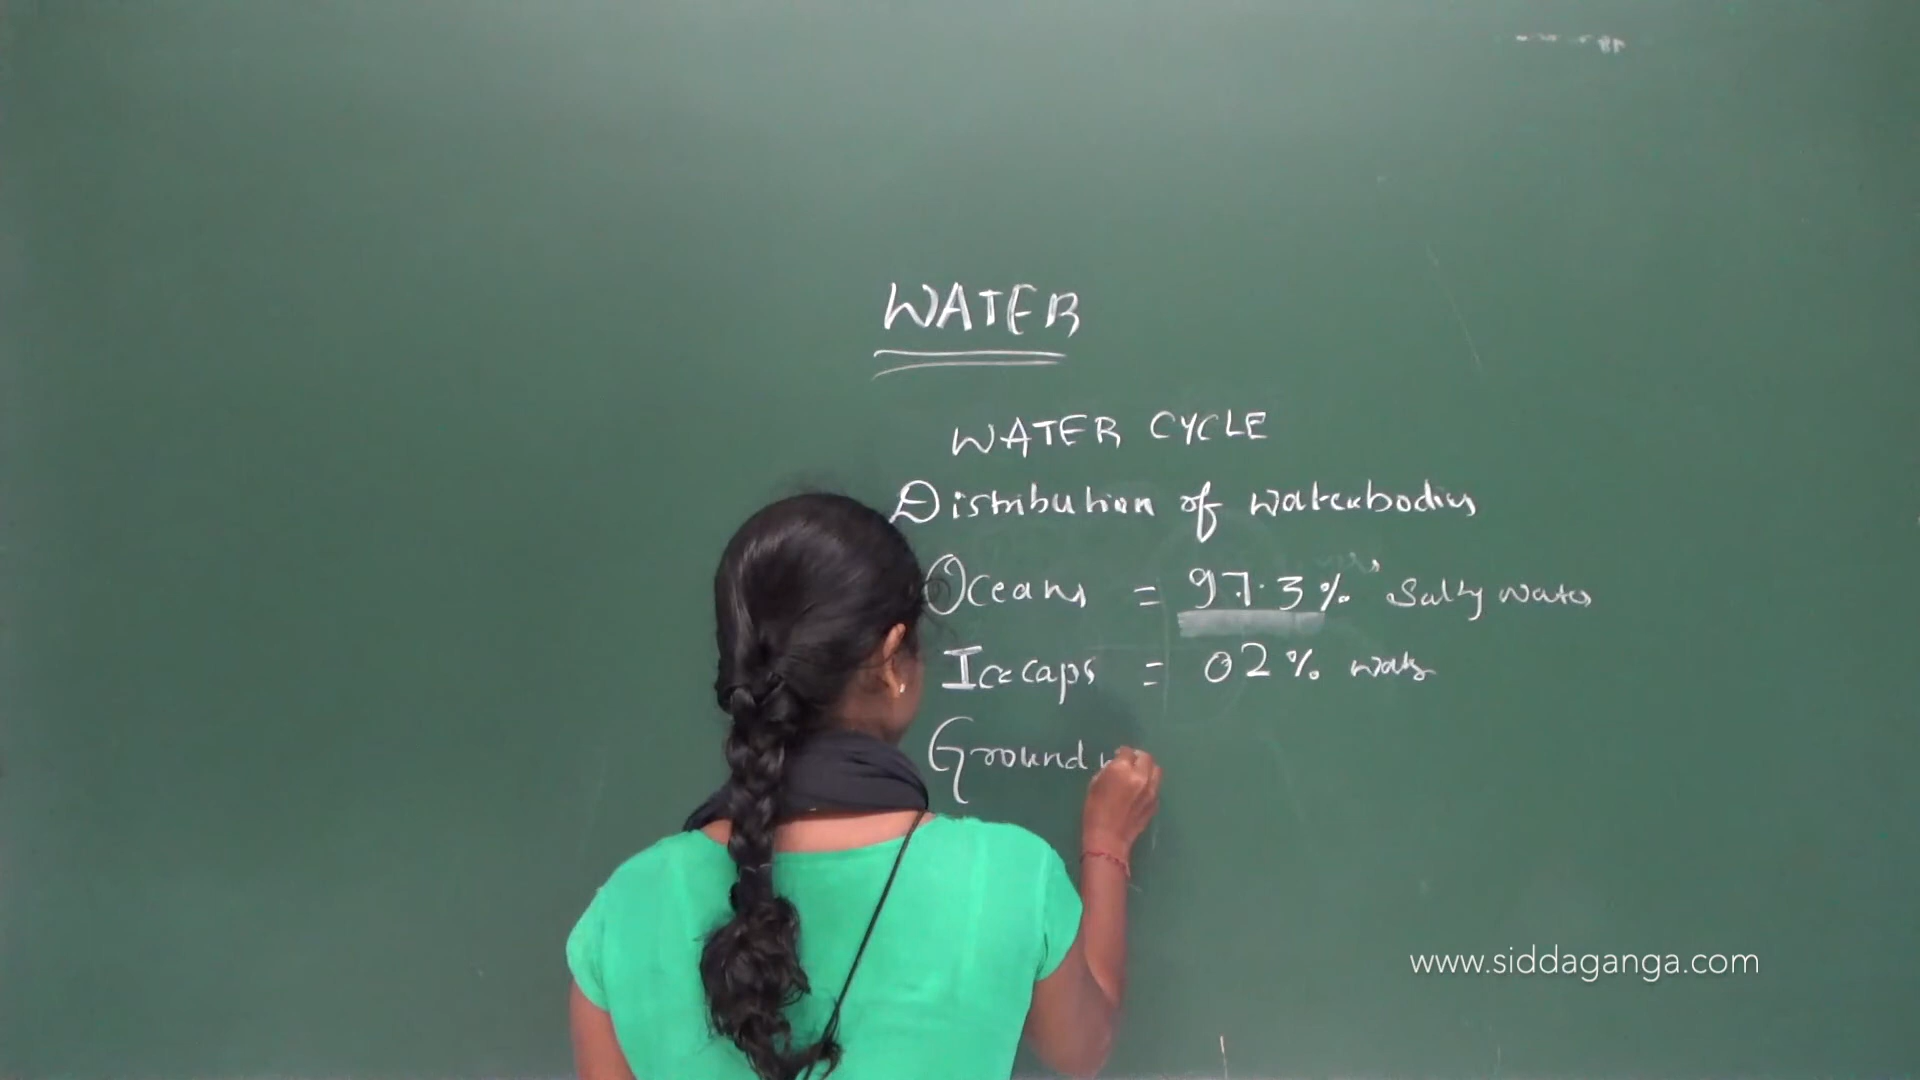 WATER
WATER CYCLE
Distribution of waterbodies
Oceans = 97.3% Salty water
Icecaps = 02% water
Ground
www.siddaganga.com